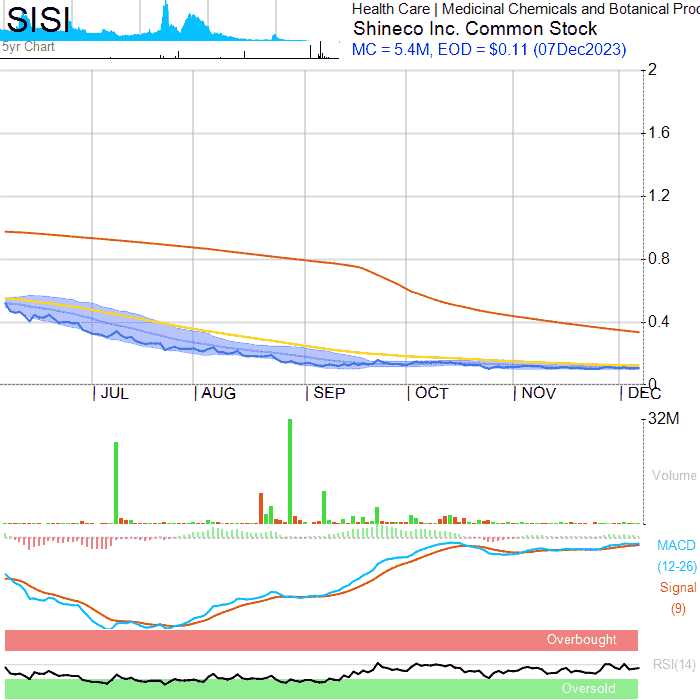 SISI
5yr Chart
Health Care | Medicinal Chemicals and Botanical Proc
Shineco Inc. Common Stock
MC = 5.4M, EOD = $0.11 (07Dec2023)
2
1.6
1.2
0.8
0.4
0
JUL AUG SEP OCT NOV DEC
32M
Volume
MACD
(12-26)
Signal
(9)
Overbought
RSI(14)
Oversold